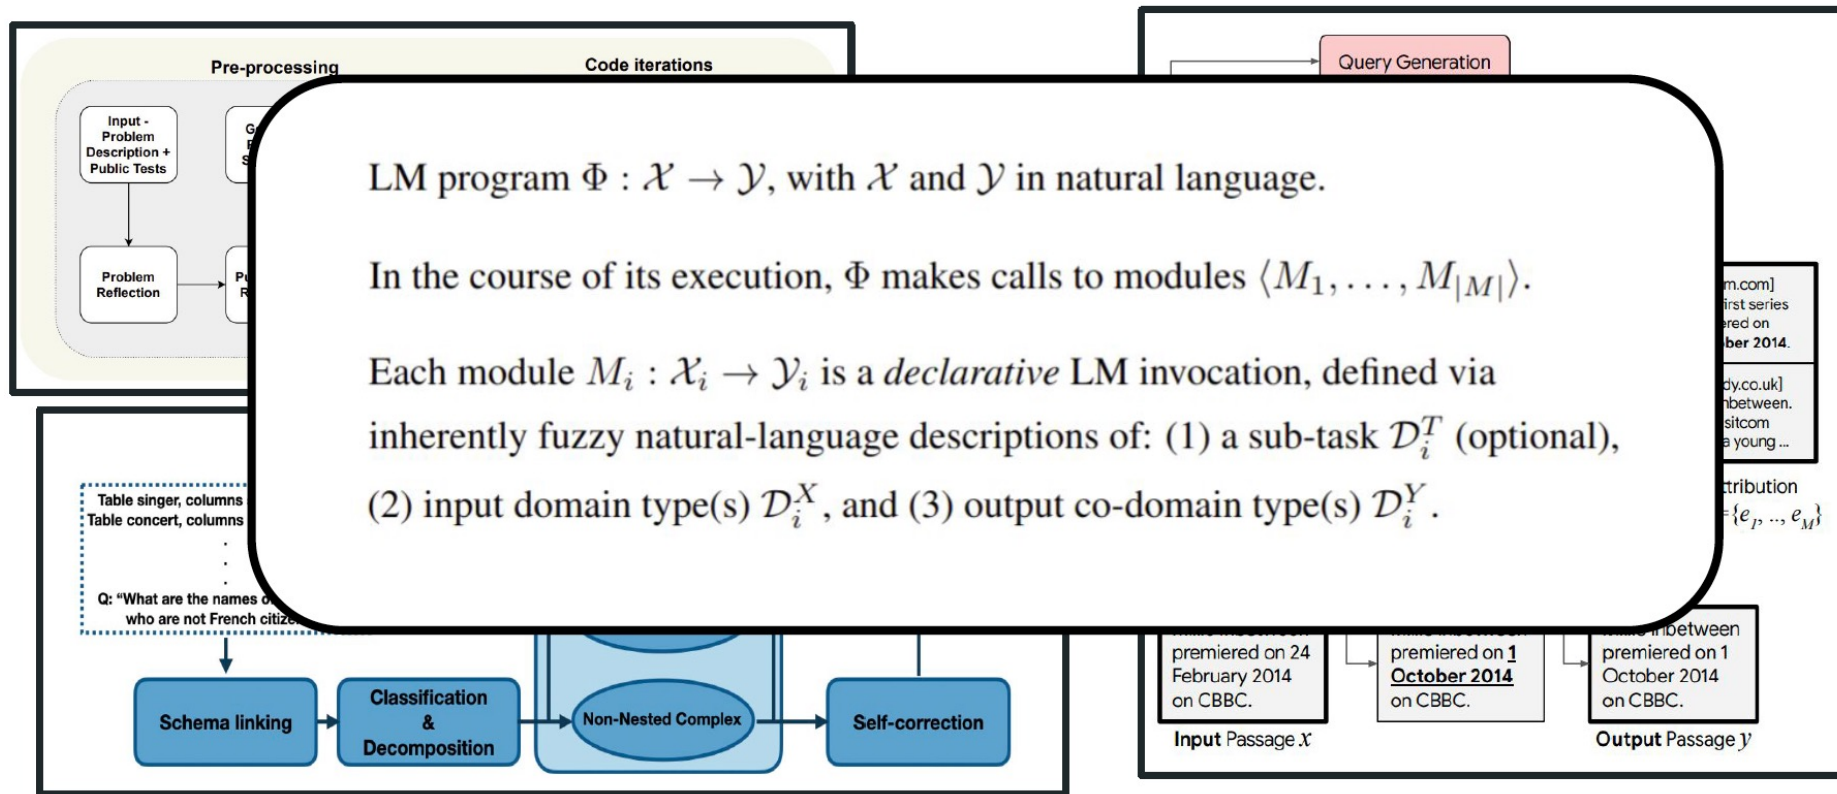 Pre-processing
Code iterations
Input -
Problem
Description +
Public Tests
Problem
Reflection
Query Generation
LM program Φ : 𝒳 → 𝒴, with 𝒳 and 𝒴 in natural language.
In the course of its execution, Φ makes calls to modules ⟨M₁, . . . , M_|M|⟩.
Each module Mᵢ : 𝒳ᵢ → 𝒴ᵢ is a declarative LM invocation, defined via
inherently fuzzy natural-language descriptions of: (1) a sub-task 𝒟ᵢᵀ (optional),
(2) input domain type(s) 𝒟ᵢˣ, and (3) output co-domain type(s) 𝒟ᵢʸ.
m.com]
irst series
ered on
ber 2014.
dy.co.uk]
nbetween.
sitcom
a young ...
ttribution
={e₁, .., e_M}
Table singer, columns
Table concert, columns
.
.
.
Q: “What are the names
who are not French
Schema linking
Classification
&
Decomposition
Non-Nested Complex
Self-correction
premiered on 24
February 2014
on CBBC.
Input Passage x
premiered on 1
October 2014
on CBBC.
Inbetween
premiered on 1
October 2014
on CBBC.
Output Passage y